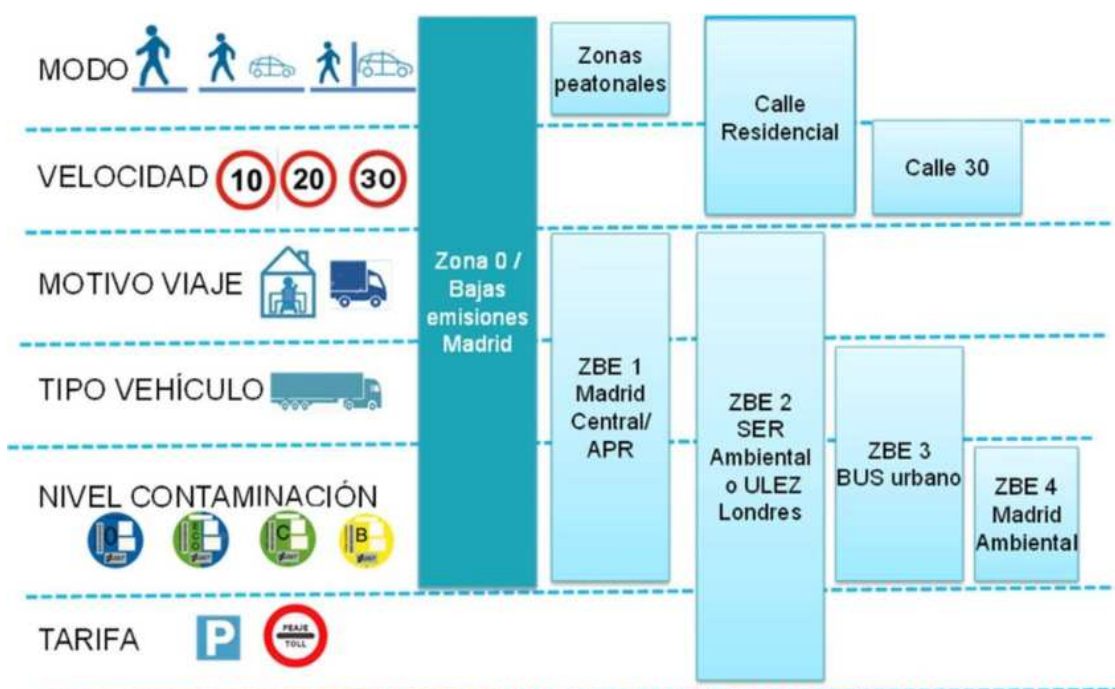 MODO
VELOCIDAD
10
20
30
MOTIVO VIAJE
TIPO VEHÍCULO
NIVEL CONTAMINACIÓN
0
ECO
C
B
TARIFA
P
PEAJE
TOLL
Zona 0 /
Bajas
emisiones
Madrid
Zonas
peatonales
Calle
Residencial
Calle 30
ZBE 1
Madrid
Central/
APR
ZBE 2
SER
Ambiental
o ULEZ
Londres
ZBE 3
BUS urbano
ZBE 4
Madrid
Ambiental